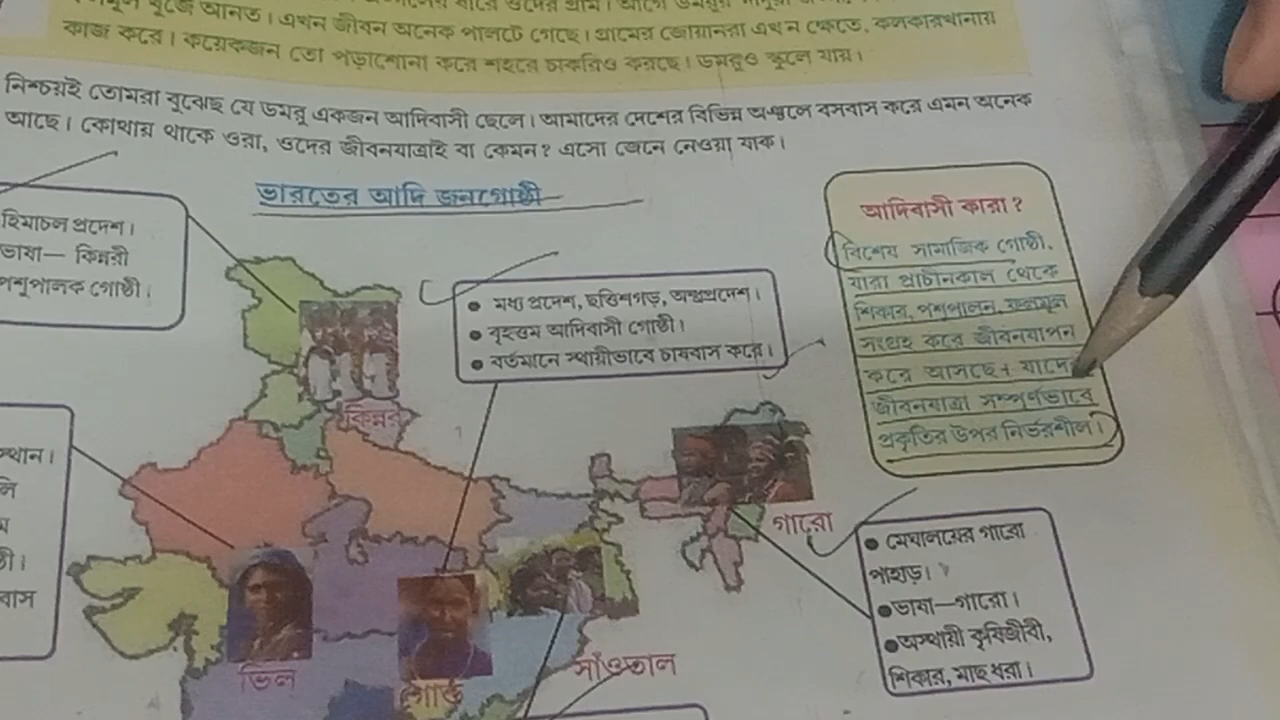 কাজ করে। কয়েকজন তো পড়াশোনা করে শহরে চাকরিও করছে। ডমরুও স্কুলে যায়।
নিশ্চয়ই তোমরা বুঝেছ যে ডমরু একজন আদিবাসী ছেলে। আমাদের দেশের বিভিন্ন অঞ্চলে বসবাস করে এমন অনেক
আছে। কোথায় থাকে ওরা, ওদের জীবনযাত্রাই বা কেমন? এসো জেনে নেওয়া যাক।
ভারতের আদি জনগোষ্ঠী
হিমাচল প্রদেশ।
ভাষা— কিন্নরী
পশুপালক গোষ্ঠী।
কিন্নর
• মধ্য প্রদেশ, ছত্তিশগড়, অন্ধ্রপ্রদেশ।
• বৃহত্তম আদিবাসী গোষ্ঠী।
• বর্তমানে স্থায়ীভাবে চাষবাস করে।
আদিবাসী কারা?
বিশেষ সামাজিক গোষ্ঠী,
যারা প্রাচীনকাল থেকে
শিকার, পশুপালন, ফলমূল
সংগ্রহ করে জীবনযাপন
করে আসছে। যাদের
জীবনযাত্রা সম্পূর্ণভাবে
প্রকৃতির উপর নির্ভরশীল।
গারো
• মেঘালয়ের গারো
পাহাড়।
• ভাষা—গারো।
• অস্থায়ী কৃষিজীবী,
শিকার, মাছ ধরা।
ভিল
গোন্ড
সাঁওতাল